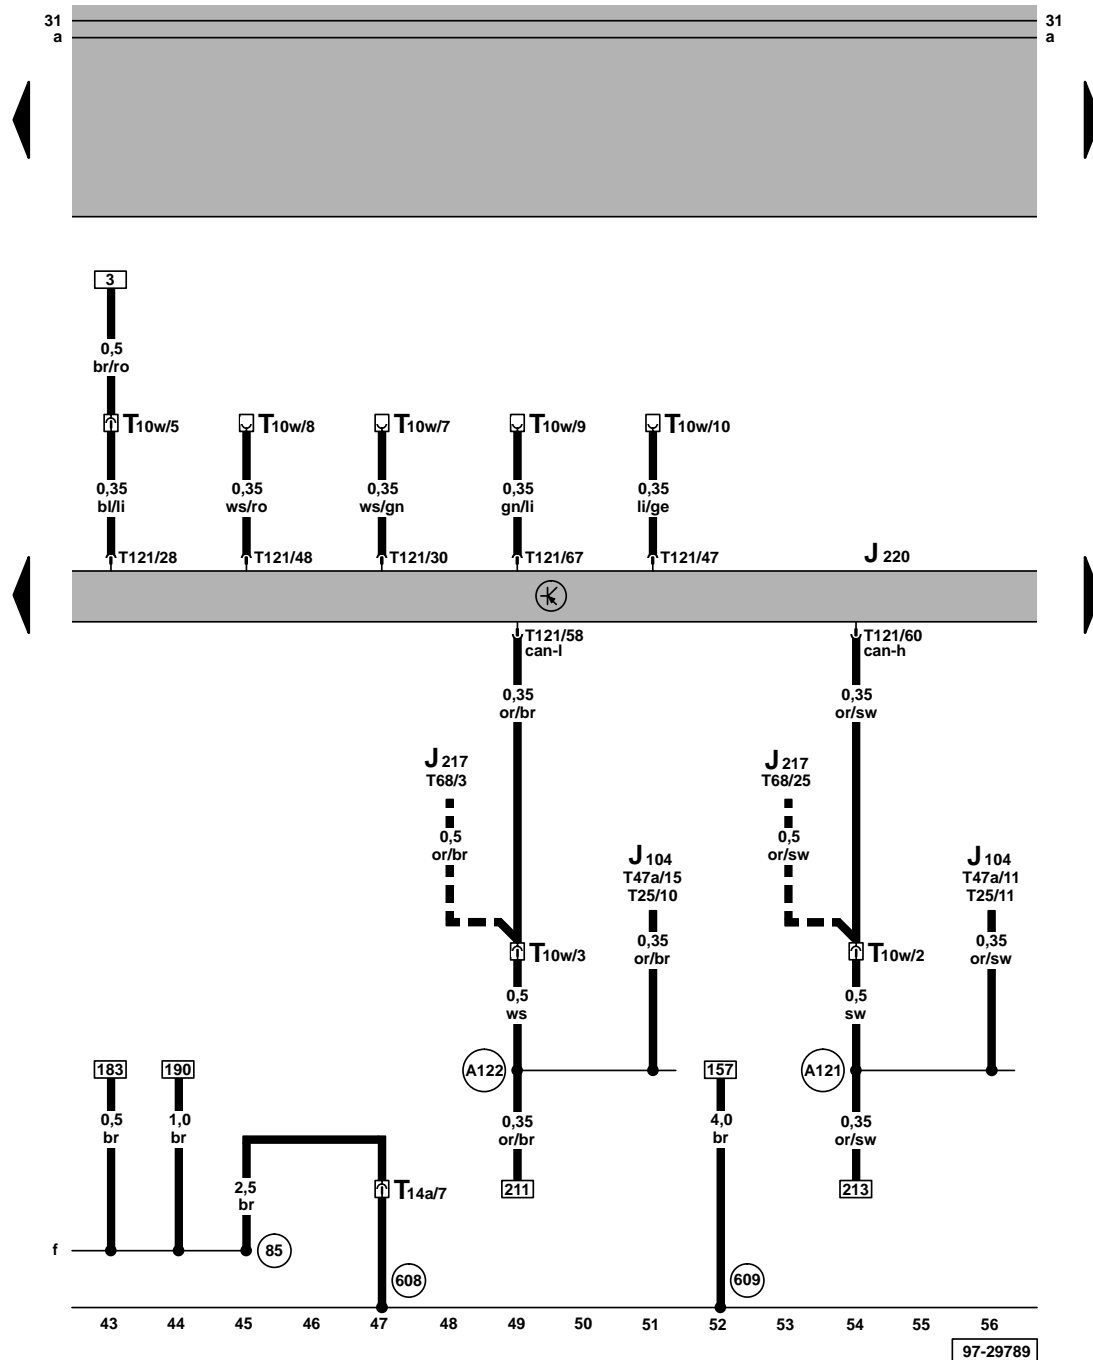 31 31
a a
3
0,5
br/ro
T10w/5 T10w/8 T10w/7 T10w/9 T10w/10
0,35 0,35 0,35 0,35 0,35
bl/li ws/ro ws/gn gn/li li/ge
T121/28 T121/48 T121/30 T121/67 T121/47 J 220
T121/58 T121/60
can-l can-h
0,35 0,35
or/br or/sw
J 217 J 217
T68/3 T68/25
0,5 0,5
or/br or/sw
J 104 J 104
T47a/15 T47a/11
T25/10 T25/11
0,35 0,35
or/br or/sw
T10w/3 T10w/2
0,5 0,5
ws sw
183 190 A122 157 A121
0,5 1,0 0,35 4,0 0,35
br br or/br br or/sw
2,5
br
T14a/7 211 213
f 85
608 609
43 44 45 46 47 48 49 50 51 52 53 54 55 56
97-29789